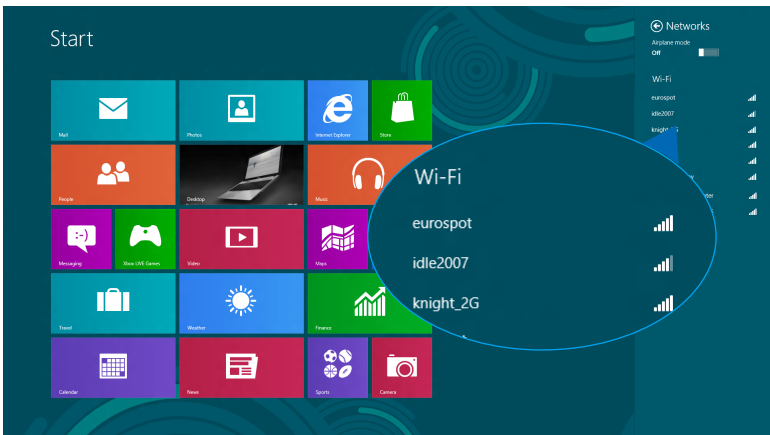 Start
Mail
Photos
Internet Explorer
Store
People
Desktop
Music
Messaging
:-)
Xbox LIVE Games
Video
Maps
Travel
Weather
Finance
Calendar
News
Sports
Camera
Networks
Airplane mode
Off
Wi-Fi
eurospot
idle2007
Wi-Fi
eurospot
idle2007
knight_2G